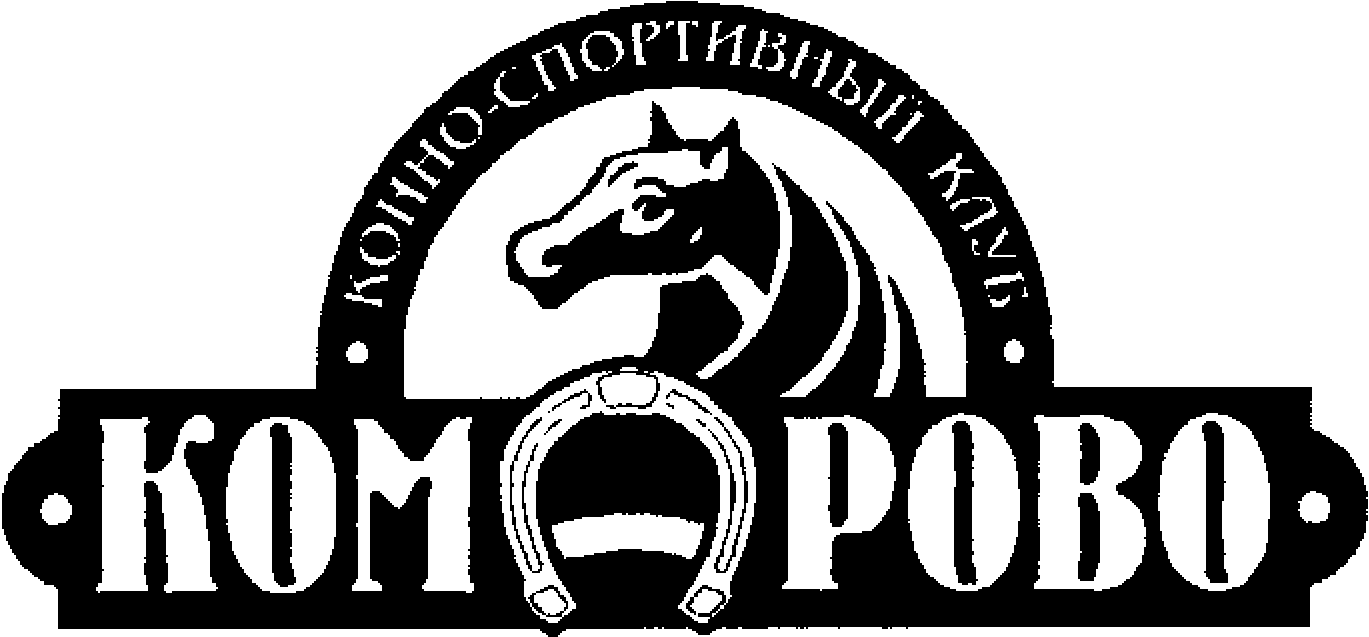 КОННО-СПОРТИВНЫЙ КЛУБ
КОМАРОВО